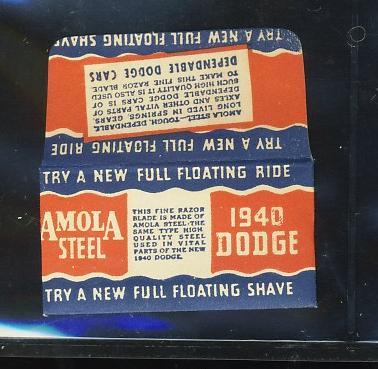 TRY A NEW FULL FLOATING SHAVE
AMOLA STEEL—TOUGH, DEPENDABLE,
LONG LIVED IN SPRINGS, GEARS,
AXLES AND OTHER VITAL PARTS OF
DEPENDABLE DODGE CARS IS OF
SUCH HIGH QUALITY IT IS ALSO USED
TO MAKE THIS FINE RAZOR BLADE.
DEPENDABLE DODGE CARS
TRY A NEW FULL FLOATING RIDE
TRY A NEW FULL FLOATING RIDE
AMOLA
STEEL
THIS FINE RAZOR
BLADE IS MADE OF
AMOLA STEEL-THE
SAME TYPE HIGH
QUALITY STEEL
USED IN VITAL
PARTS OF THE NEW
1940 DODGE.
1940
DODGE
TRY A NEW FULL FLOATING SHAVE